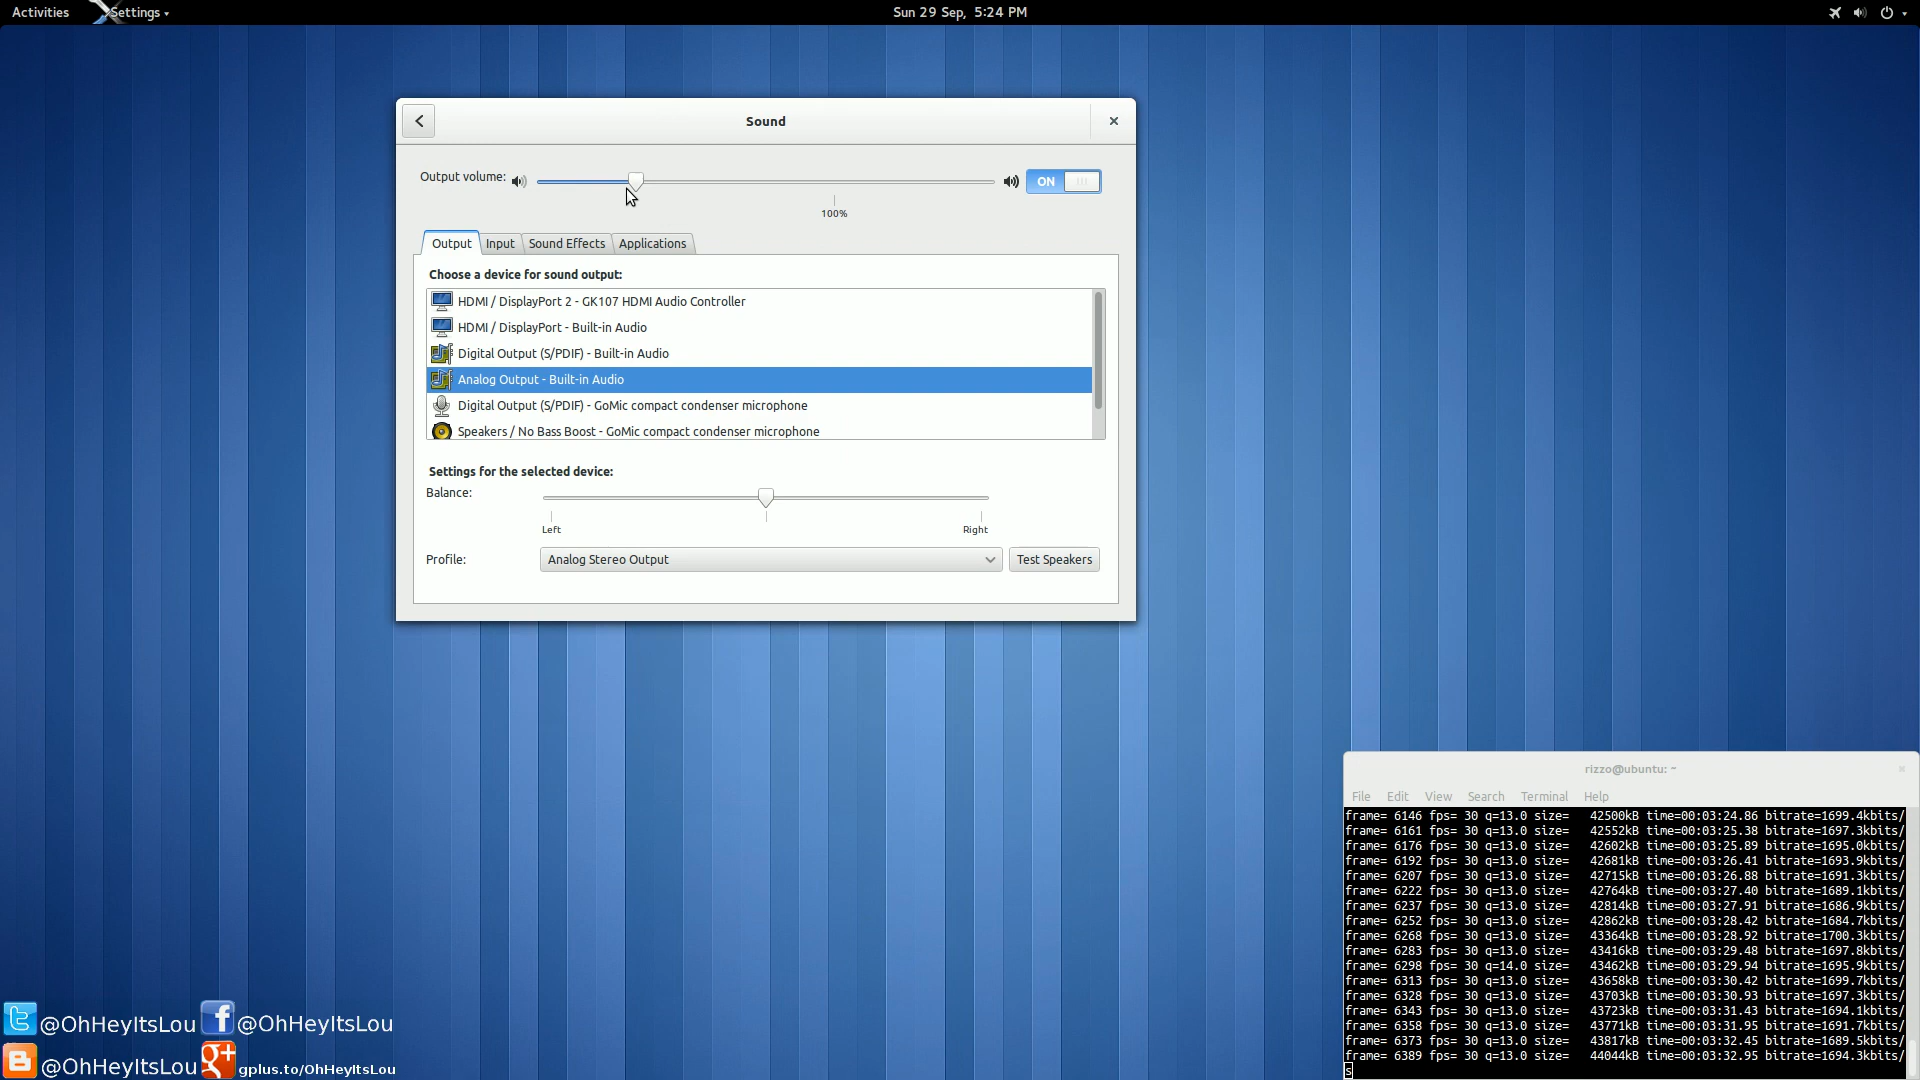 Activities Settings Sun 29 Sep, 5:24 PM
Sound
Output volume: ON
100%
Output Input Sound Effects Applications
Choose a device for sound output:
HDMI / DisplayPort 2 - GK107 HDMI Audio Controller
HDMI / DisplayPort - Built-in Audio
Digital Output (S/PDIF) - Built-in Audio
Analog Output - Built-in Audio
Digital Output (S/PDIF) - GoMic compact condenser microphone
Speakers / No Bass Boost - GoMic compact condenser microphone
Settings for the selected device:
Balance:
Left Right
Profile: Analog Stereo Output Test Speakers
rizzo@ubuntu: ~
File Edit View Search Terminal Help
frame= 6146 fps= 30 q=13.0 size=   42500kB time=00:03:24.86 bitrate=1699.4kbits/
frame= 6161 fps= 30 q=13.0 size=   42552kB time=00:03:25.38 bitrate=1697.3kbits/
frame= 6176 fps= 30 q=13.0 size=   42602kB time=00:03:25.89 bitrate=1695.0kbits/
frame= 6192 fps= 30 q=13.0 size=   42681kB time=00:03:26.41 bitrate=1693.9kbits/
frame= 6207 fps= 30 q=13.0 size=   42715kB time=00:03:26.88 bitrate=1691.3kbits/
frame= 6222 fps= 30 q=13.0 size=   42764kB time=00:03:27.40 bitrate=1689.1kbits/
frame= 6237 fps= 30 q=13.0 size=   42814kB time=00:03:27.91 bitrate=1686.9kbits/
frame= 6252 fps= 30 q=13.0 size=   42862kB time=00:03:28.42 bitrate=1684.7kbits/
frame= 6268 fps= 30 q=13.0 size=   43364kB time=00:03:28.92 bitrate=1700.3kbits/
frame= 6283 fps= 30 q=13.0 size=   43416kB time=00:03:29.48 bitrate=1697.8kbits/
frame= 6298 fps= 30 q=14.0 size=   43462kB time=00:03:29.94 bitrate=1695.9kbits/
frame= 6313 fps= 30 q=13.0 size=   43658kB time=00:03:30.42 bitrate=1699.7kbits/
frame= 6328 fps= 30 q=13.0 size=   43703kB time=00:03:30.93 bitrate=1697.3kbits/
frame= 6343 fps= 30 q=13.0 size=   43723kB time=00:03:31.43 bitrate=1694.1kbits/
frame= 6358 fps= 30 q=13.0 size=   43771kB time=00:03:31.95 bitrate=1691.7kbits/
frame= 6373 fps= 30 q=13.0 size=   43817kB time=00:03:32.45 bitrate=1689.5kbits/
frame= 6389 fps= 30 q=13.0 size=   44044kB time=00:03:32.95 bitrate=1694.3kbits/
s
@OhHeyItsLou @OhHeyItsLou
@OhHeyItsLou gplus.to/OhHeyItsLou